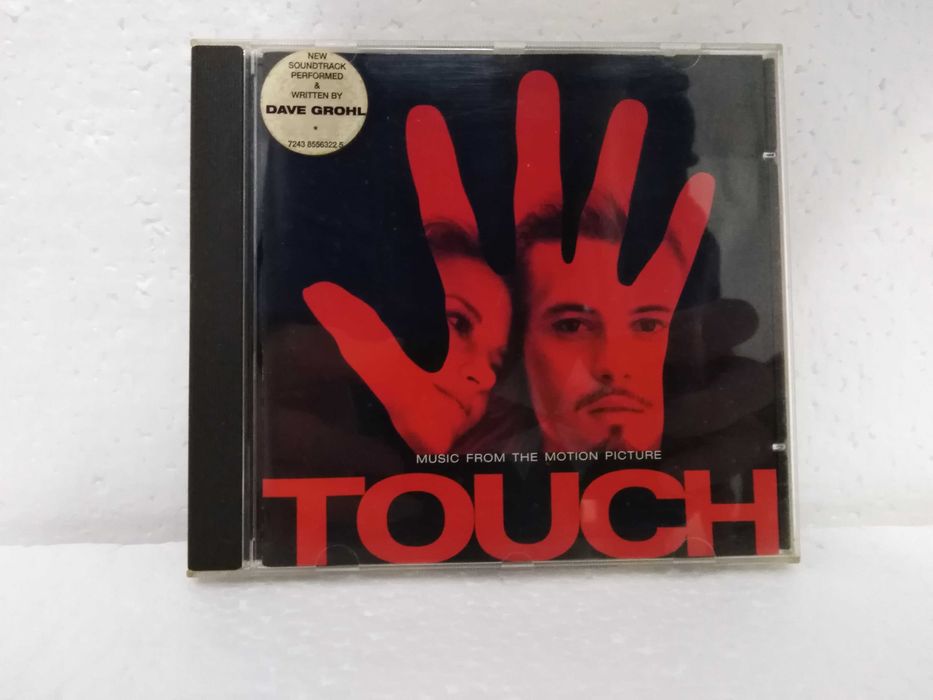 NEW
SOUNDTRACK
PERFORMED
&
WRITTEN BY
DAVE GROHL
*
7243 8556322 5
MUSIC FROM THE MOTION PICTURE
TOUCH